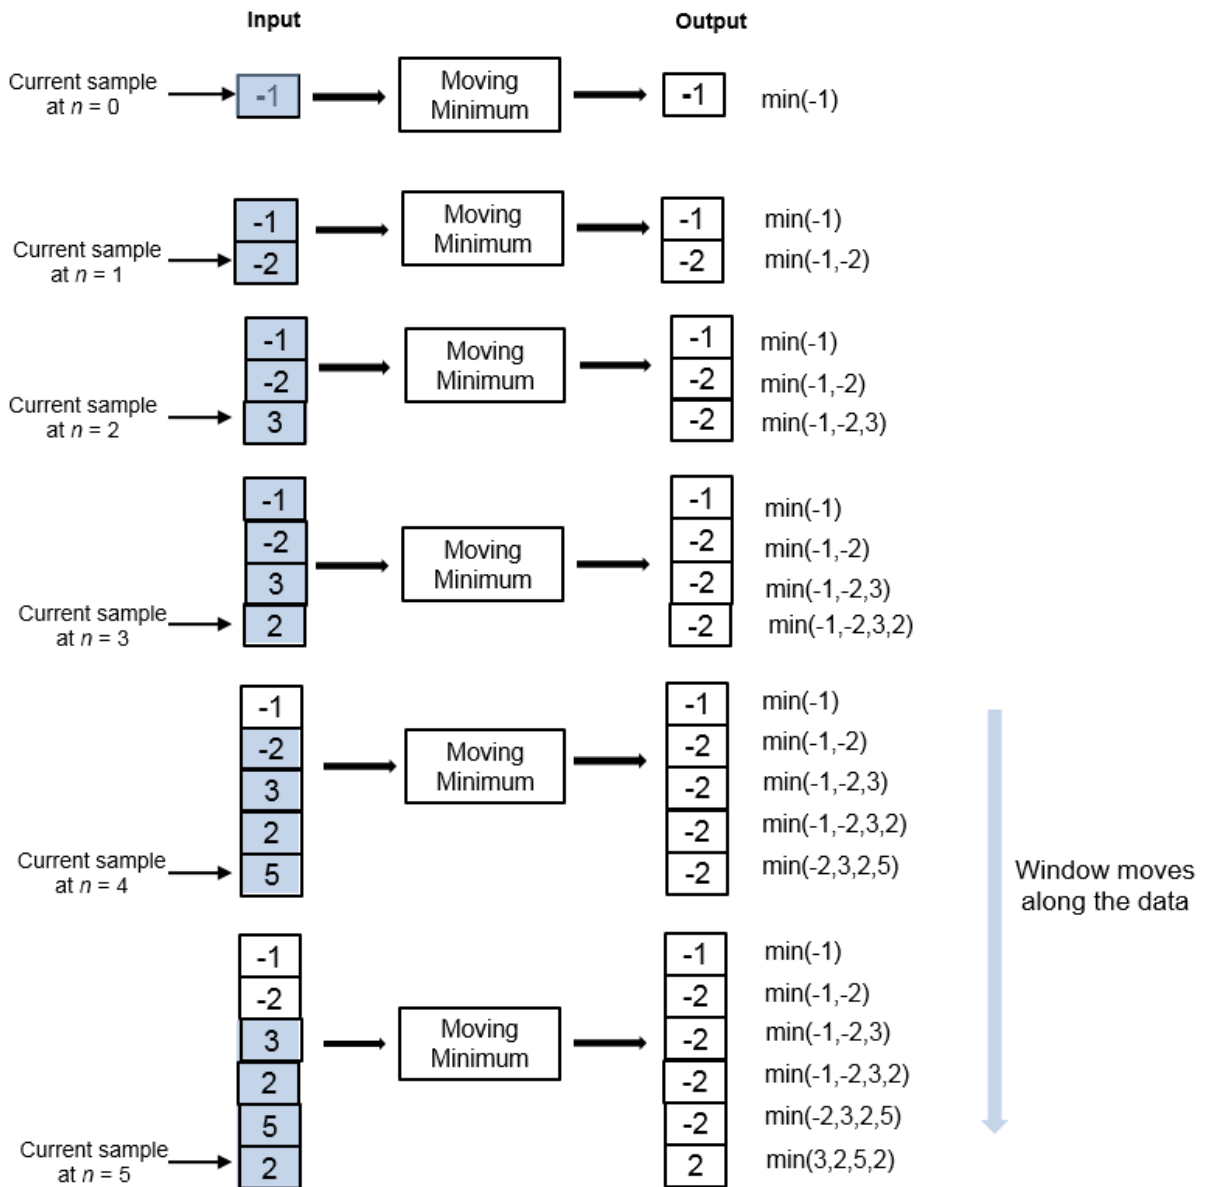 Input Output
Current sample
at n = 0
-1
Moving
Minimum
-1 min(-1)
Current sample
at n = 1
-1
-2
Moving
Minimum
-1 min(-1)
-2 min(-1,-2)
Current sample
at n = 2
-1
-2
3
Moving
Minimum
-1 min(-1)
-2 min(-1,-2)
-2 min(-1,-2,3)
Current sample
at n = 3
-1
-2
3
2
Moving
Minimum
-1 min(-1)
-2 min(-1,-2)
-2 min(-1,-2,3)
-2 min(-1,-2,3,2)
Current sample
at n = 4
-1
-2
3
2
5
Moving
Minimum
-1 min(-1)
-2 min(-1,-2)
-2 min(-1,-2,3)
-2 min(-1,-2,3,2)
-2 min(-2,3,2,5)
Window moves
along the data
Current sample
at n = 5
-1
-2
3
2
5
2
Moving
Minimum
-1 min(-1)
-2 min(-1,-2)
-2 min(-1,-2,3)
-2 min(-1,-2,3,2)
-2 min(-2,3,2,5)
2 min(3,2,5,2)